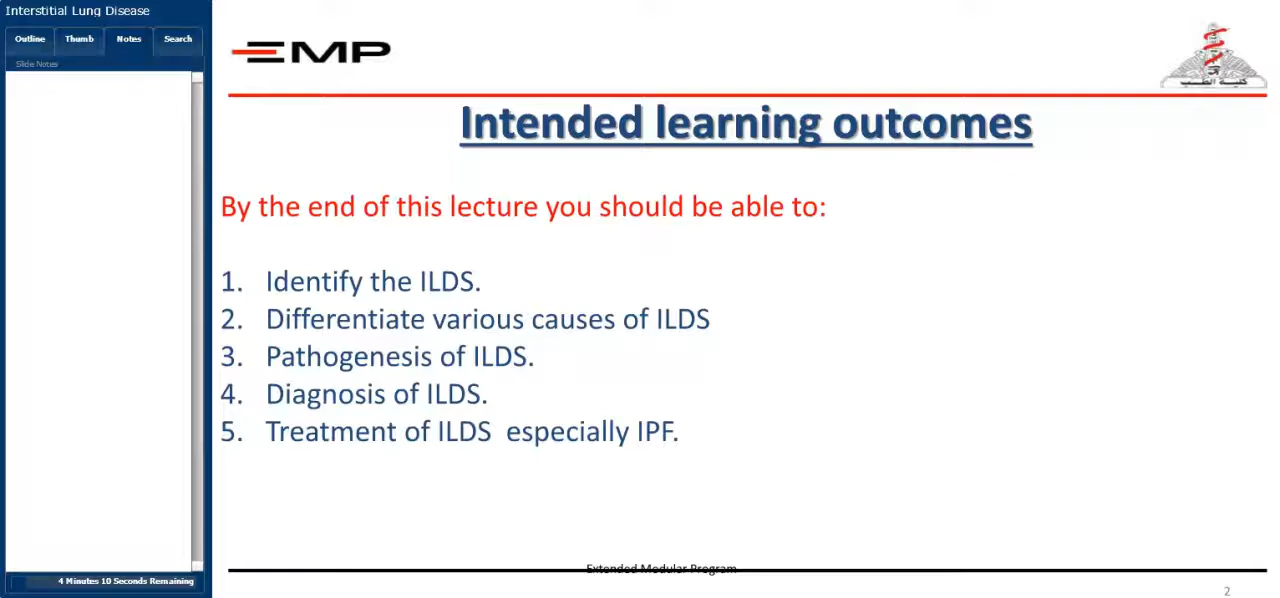 Interstitial Lung Disease
Outline Thumb Notes Search
Slide Notes
EMP
كلية الطب
Intended learning outcomes
By the end of this lecture you should be able to:
1. Identify the ILDS.
2. Differentiate various causes of ILDS
3. Pathogenesis of ILDS.
4. Diagnosis of ILDS.
5. Treatment of ILDS especially IPF.
4 Minutes 10 Seconds Remaining
Extended Modular Program
2